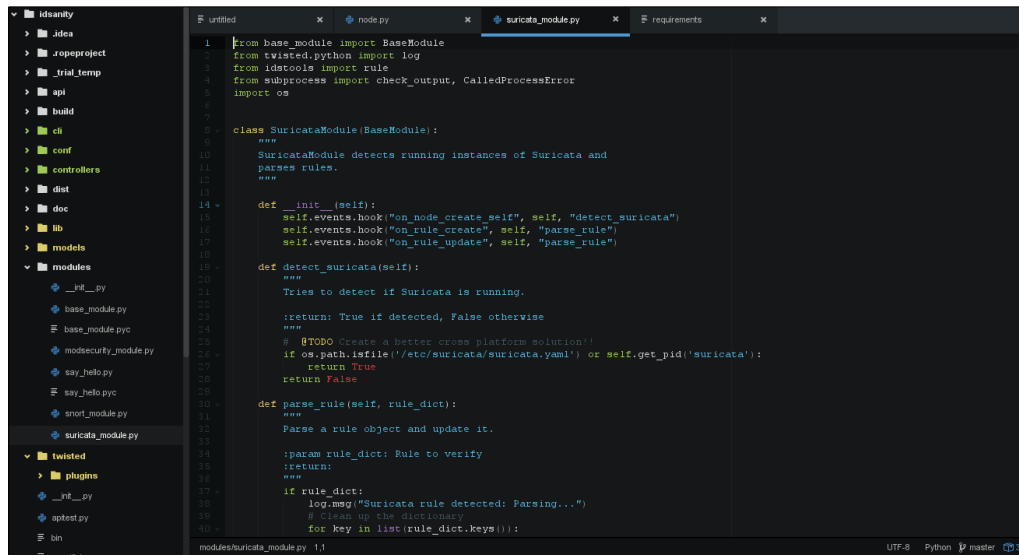 idsanity
.idea
.ropeproject
_trial_temp
api
build
cli
conf
controllers
dist
doc
lib
models
modules
__init__.py
base_module.py
base_module.pyc
modsecurity_module.py
say_hello.py
say_hello.pyc
snort_module.py
suricata_module.py
twisted
plugins
__init__.py
apitest.py
bin
untitled
node.py
suricata_module.py
requirements
1 from base_module import BaseModule
2 from twisted.python import log
3 from idstools import rule
4 from subprocess import check_output, CalledProcessError
5 import os
6
7
8 class SuricataModule(BaseModule):
9 """
10 SuricataModule detects running instances of Suricata and
11 parses rules.
12 """
13
14 def __init__(self):
15 self.events.hook("on_node_create_self", self, "detect_suricata")
16 self.events.hook("on_rule_create", self, "parse_rule")
17 self.events.hook("on_rule_update", self, "parse_rule")
18
19 def detect_suricata(self):
20 """
21 Tries to detect if Suricata is running.
22
23 :return: True if detected, False otherwise
24 """
25 # @TODO Create a better cross platform solution!!
26 if os.path.isfile('/etc/suricata/suricata.yaml') or self.get_pid('suricata'):
27 return True
28 return False
29
30 def parse_rule(self, rule_dict):
31 """
32 Parse a rule object and update it.
33
34 :param rule_dict: Rule to verify
35 :return:
36 """
37 if rule_dict:
38 log.msg("Suricata rule detected: Parsing...")
39 # Clean up the dictionary
40 for key in list(rule_dict.keys()):
modules/suricata_module.py 1,1
UTF-8 Python master